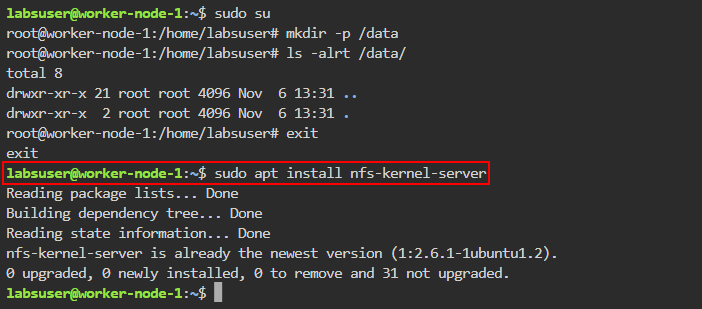 labsuser@worker-node-1:~$ sudo su
root@worker-node-1:/home/labsuser# mkdir -p /data
root@worker-node-1:/home/labsuser# ls -alrt /data/
total 8
drwxr-xr-x 21 root root 4096 Nov  6 13:31 ..
drwxr-xr-x  2 root root 4096 Nov  6 13:31 .
root@worker-node-1:/home/labsuser# exit
exit
labsuser@worker-node-1:~$ sudo apt install nfs-kernel-server
Reading package lists... Done
Building dependency tree... Done
Reading state information... Done
nfs-kernel-server is already the newest version (1:2.6.1-1ubuntu1.2).
0 upgraded, 0 newly installed, 0 to remove and 31 not upgraded.
labsuser@worker-node-1:~$